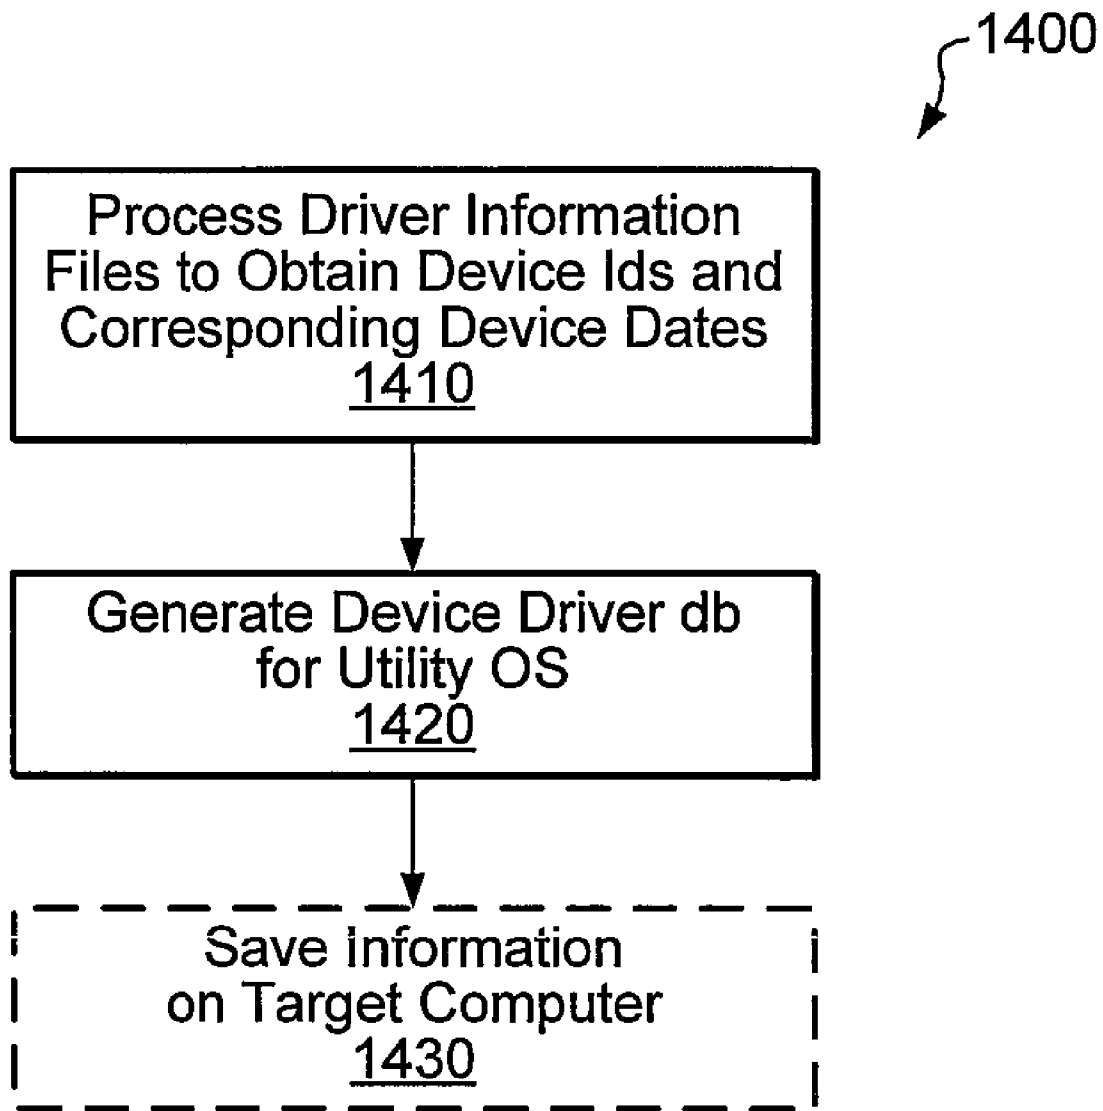 1400
Process Driver Information
Files to Obtain Device Ids and
Corresponding Device Dates
1410
Generate Device Driver db
for Utility OS
1420
Save Information
on Target Computer
1430